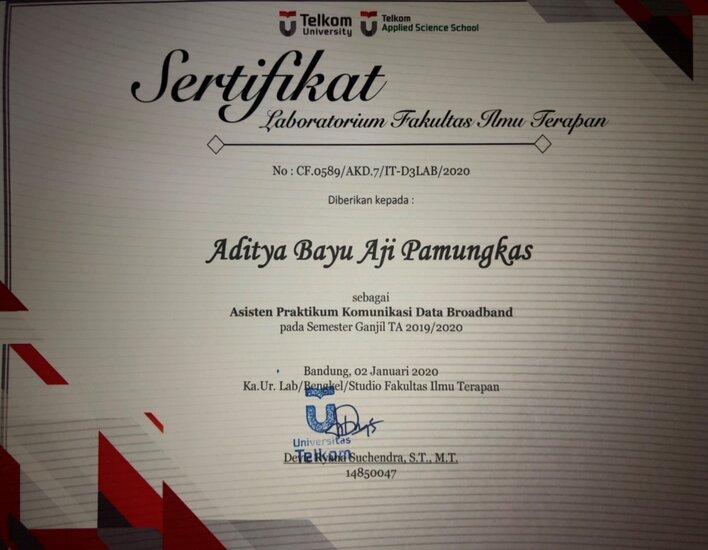 Telkom University
Telkom Applied Science School
Sertifikat
Laboratorium Fakultas Ilmu Terapan
No : CF.0589/AKD.7/IT-D3LAB/2020
Diberikan kepada :
Aditya Bayu Aji Pamungkas
sebagai
Asisten Praktikum Komunikasi Data Broadband
pada Semester Ganjil TA 2019/2020
Bandung, 02 Januari 2020
Ka.Ur. Lab/Bengkel/Studio Fakultas Ilmu Terapan
Universitas
Telkom
Suchendra, S.T., M.T.
14850047